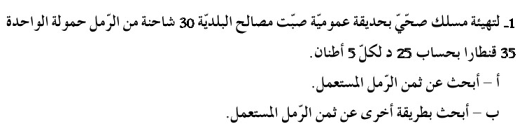 1ـ لتهيئة مسلك صحّيّ بحديقة عموميّة صبّت مصالح البلديّة 30 شاحنة من الرّمل حمولة الواحدة
35 قنطارا بحساب 25 د لكلّ 5 أطنان.
أ – أبحث عن ثمن الرّمل المستعمل.
ب – أبحث بطريقة أخرى عن ثمن الرّمل المستعمل.